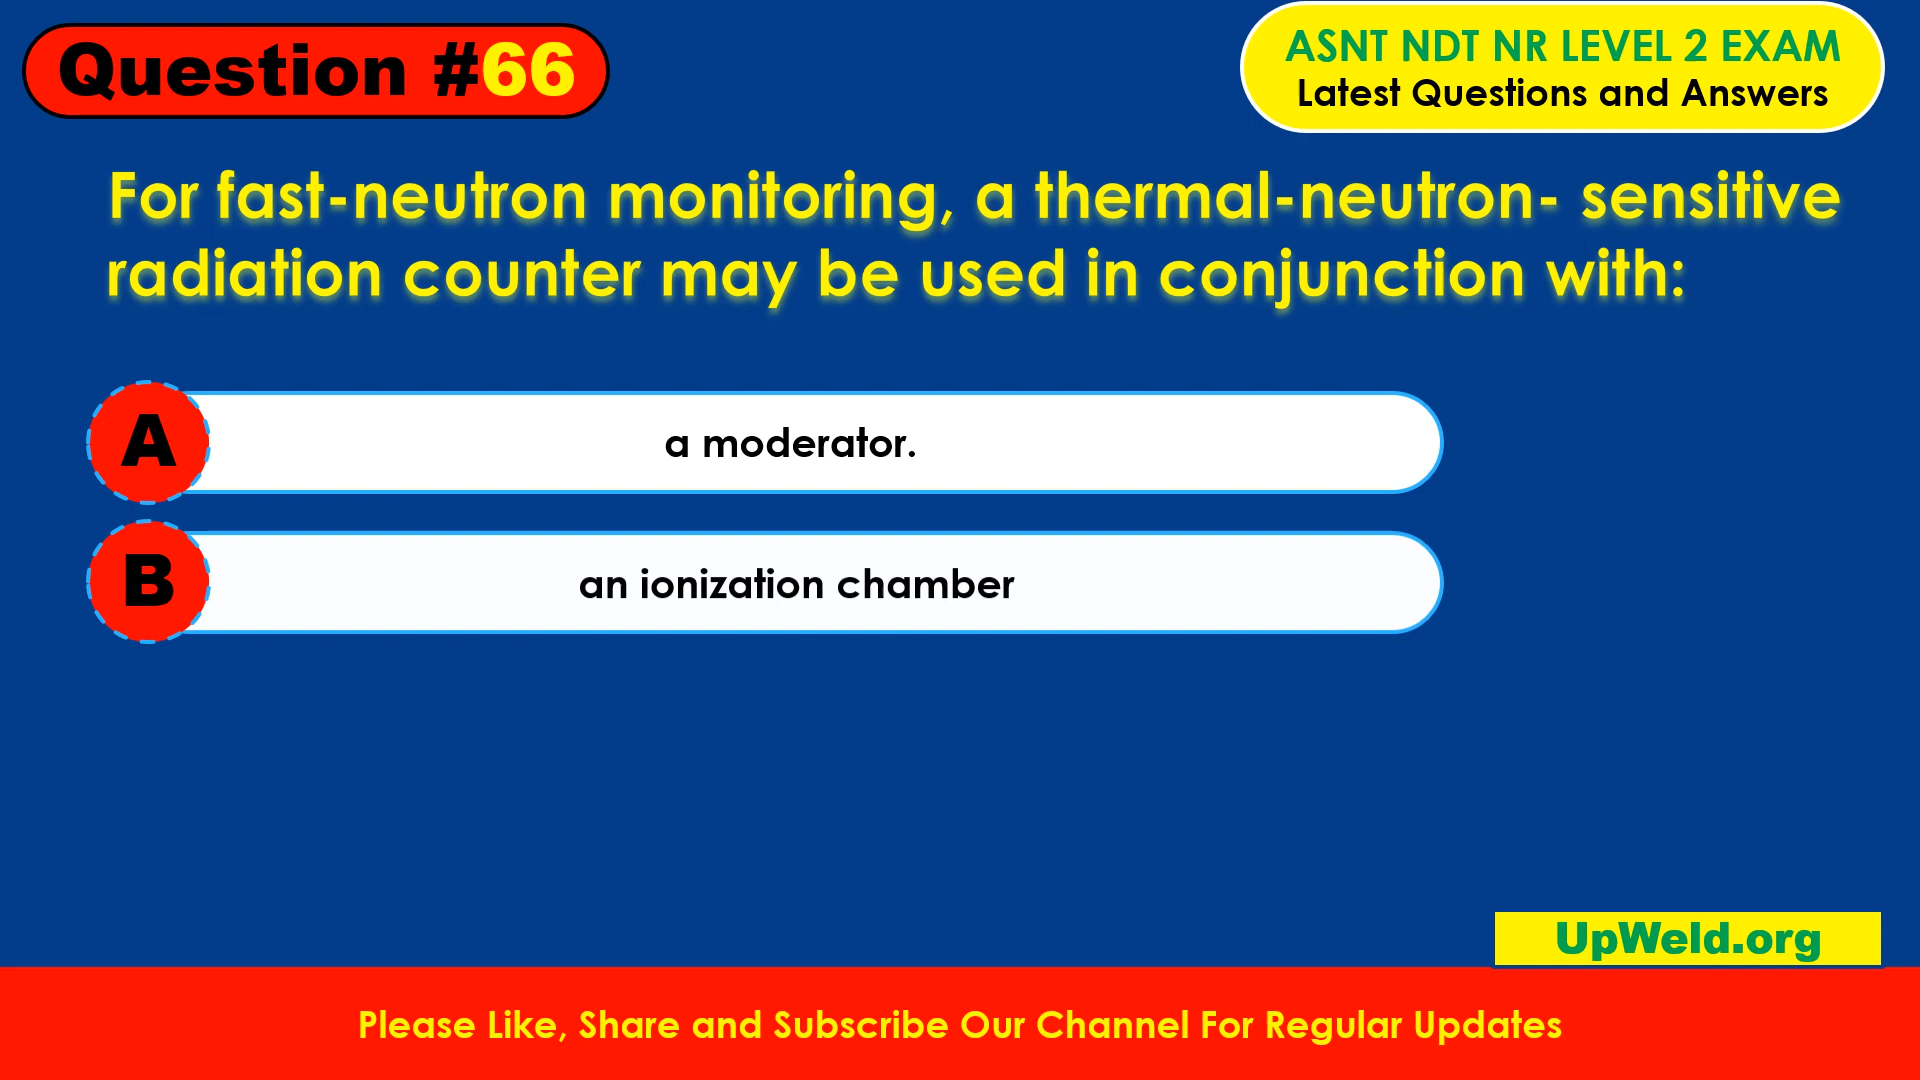 Question #66
ASNT NDT NR LEVEL 2 EXAM
Latest Questions and Answers
For fast-neutron monitoring, a thermal-neutron- sensitive
radiation counter may be used in conjunction with:
A
a moderator.
B
an ionization chamber
UpWeld.org
Please Like, Share and Subscribe Our Channel For Regular Updates